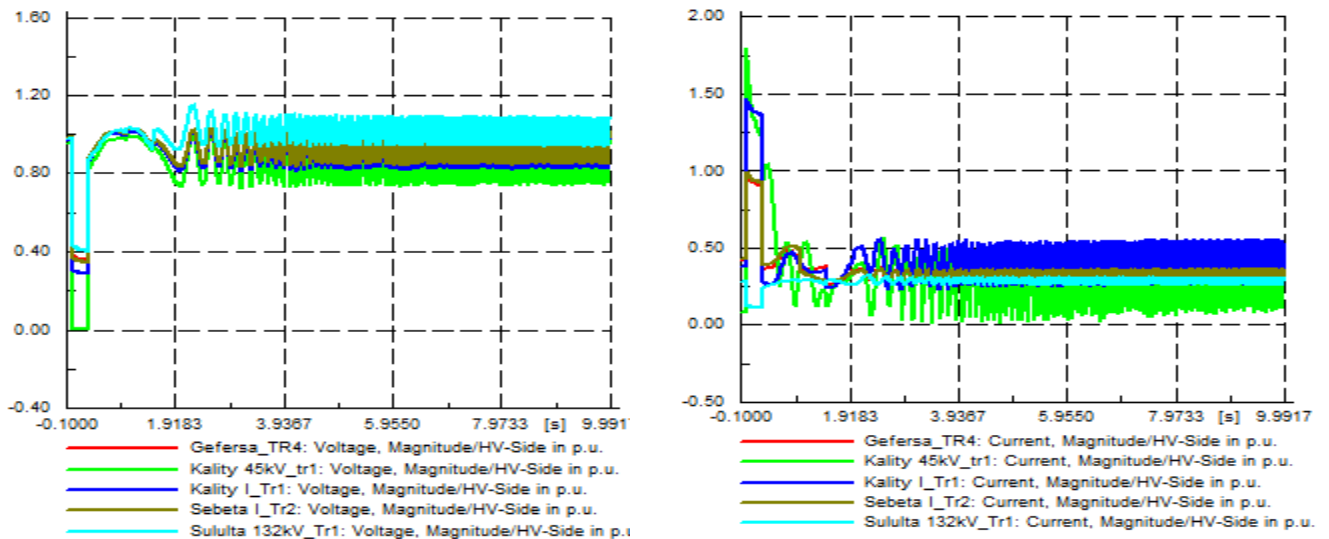 1.60
1.20
0.80
0.40
0.00
-0.40
-0.1000 1.9183 3.9367 5.9550 7.9733 [s] 9.9917
Gefersa_TR4: Voltage, Magnitude/HV-Side in p.u.
Kality 45kV_tr1: Voltage, Magnitude/HV-Side in p.u.
Kality I_Tr1: Voltage, Magnitude/HV-Side in p.u.
Sebeta I_Tr2: Voltage, Magnitude/HV-Side in p.u.
Sululta 132kV_Tr1: Voltage, Magnitude/HV-Side in p.u
2.00
1.50
1.00
0.50
0.00
-0.50
-0.1000 1.9183 3.9367 5.9550 7.9733 [s] 9.9917
Gefersa_TR4: Current, Magnitude/HV-Side in p.u.
Kality 45kV_tr1: Current, Magnitude/HV-Side in p.u.
Kality I_Tr1: Current, Magnitude/HV-Side in p.u.
Sebeta I_Tr2: Current, Magnitude/HV-Side in p.u.
Sululta 132kV_Tr1: Current, Magnitude/HV-Side in p.u.